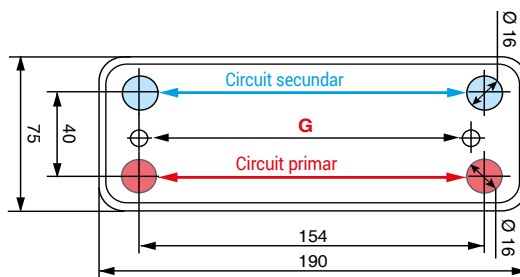 Ø 16
Circuit secundar
G
Circuit primar
75
40
154
190
Ø 16